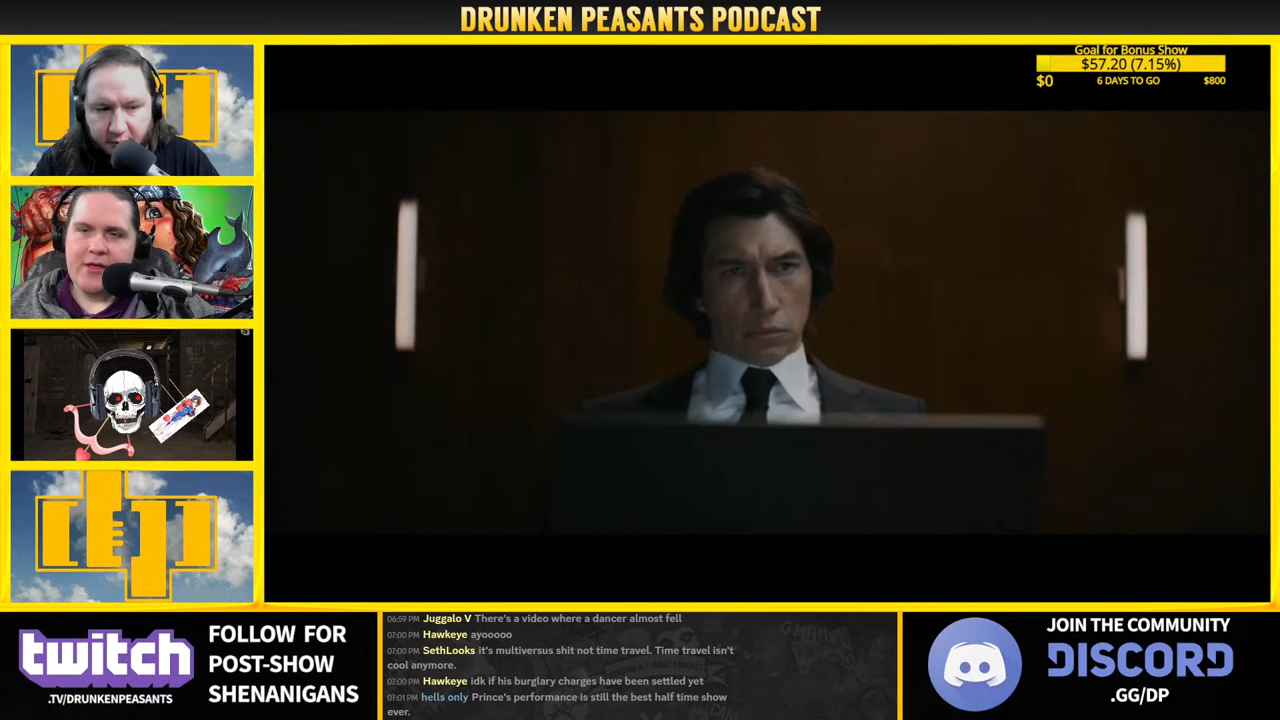 DRUNKEN PEASANTS PODCAST
Goal for Bonus Show
$57.20 (7.15%)
$0
6 DAYS TO GO
$800
06:59 PM Juggalo V There's a video where a dancer almost fell
07:00 PM Hawkeye ayooooo
07:00 PM SethLooks it's multiversus shit not time travel. Time travel isn't
cool anymore.
07:00 PM Hawkeye idk if his burglary charges have been settled yet
07:01 PM hells only Prince's performance is still the best half time show
ever.
twitch
.TV/DRUNKENPEASANTS
FOLLOW FOR
POST-SHOW
SHENANIGANS
JOIN THE COMMUNITY
DISCORD
.GG/DP